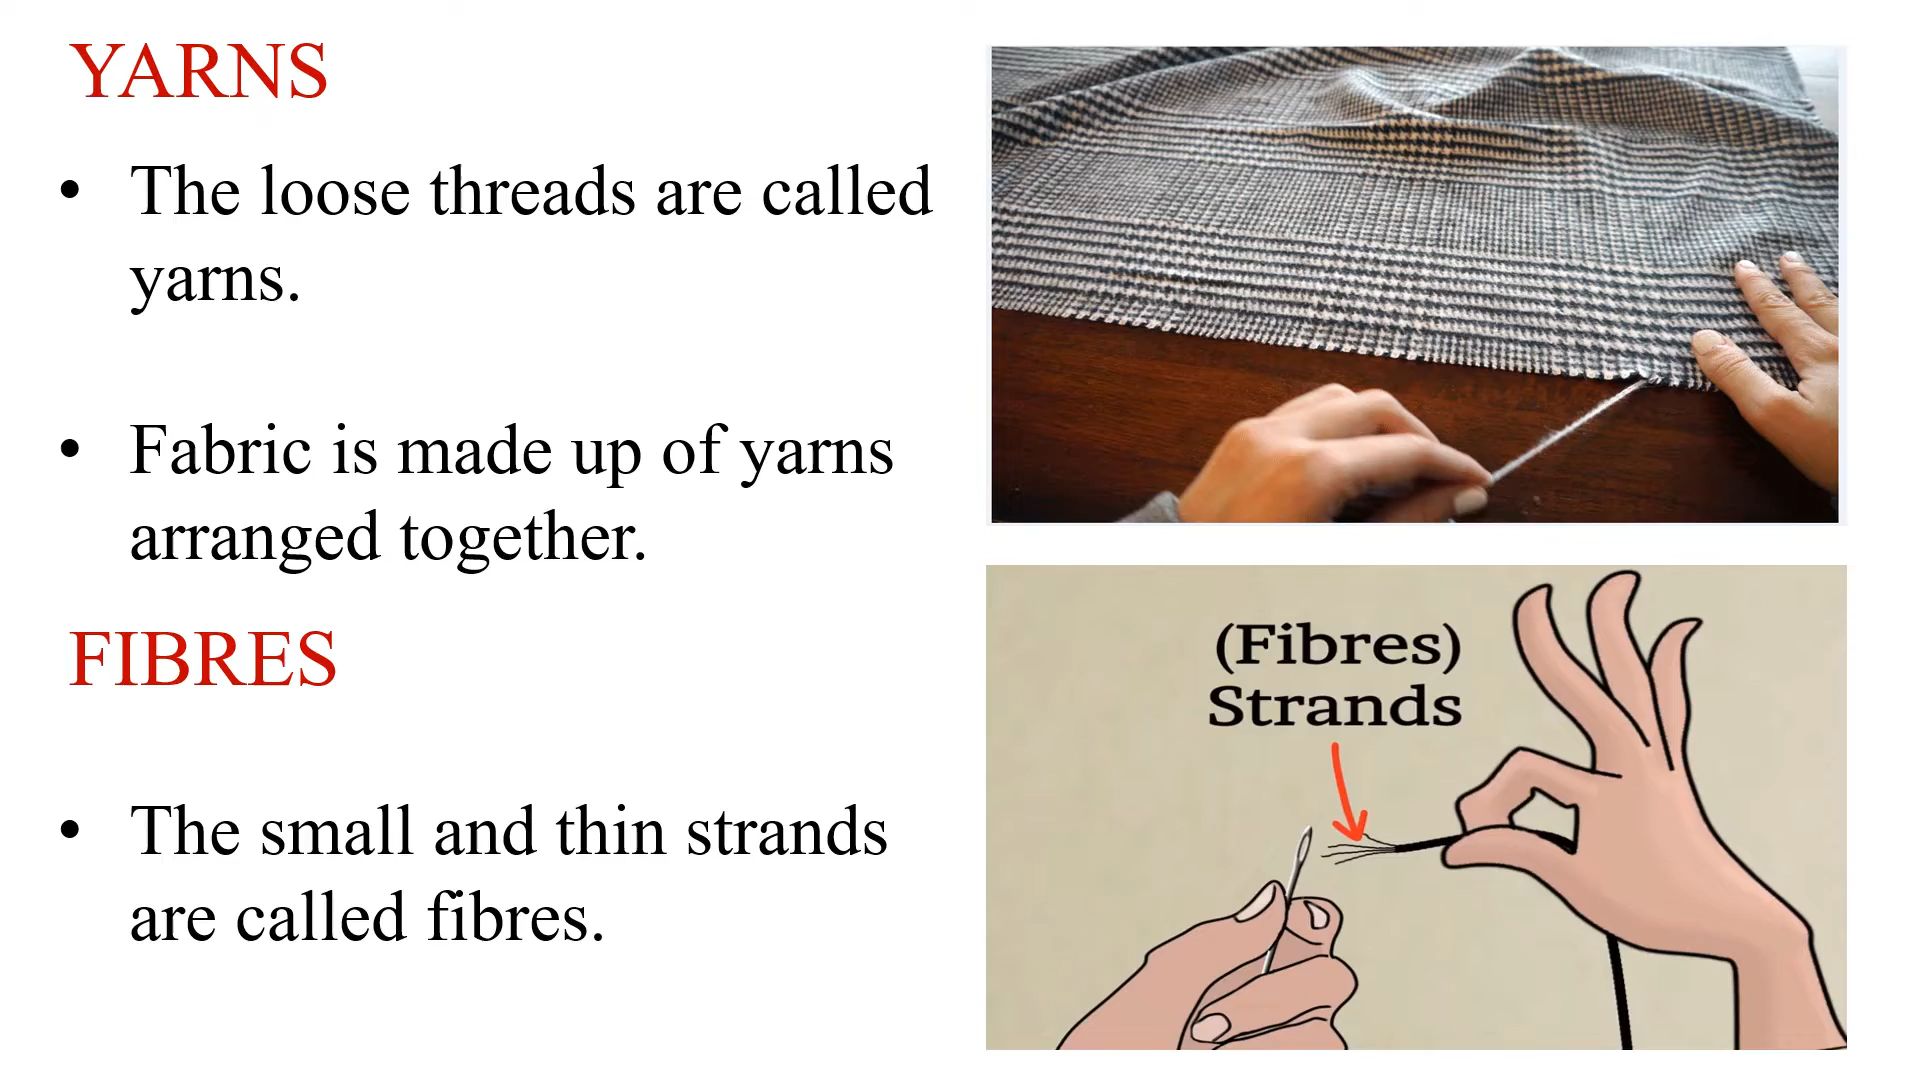 YARNS
• The loose threads are called
yarns.
• Fabric is made up of yarns
arranged together.
FIBRES
• The small and thin strands
are called fibres.
(Fibres)
Strands